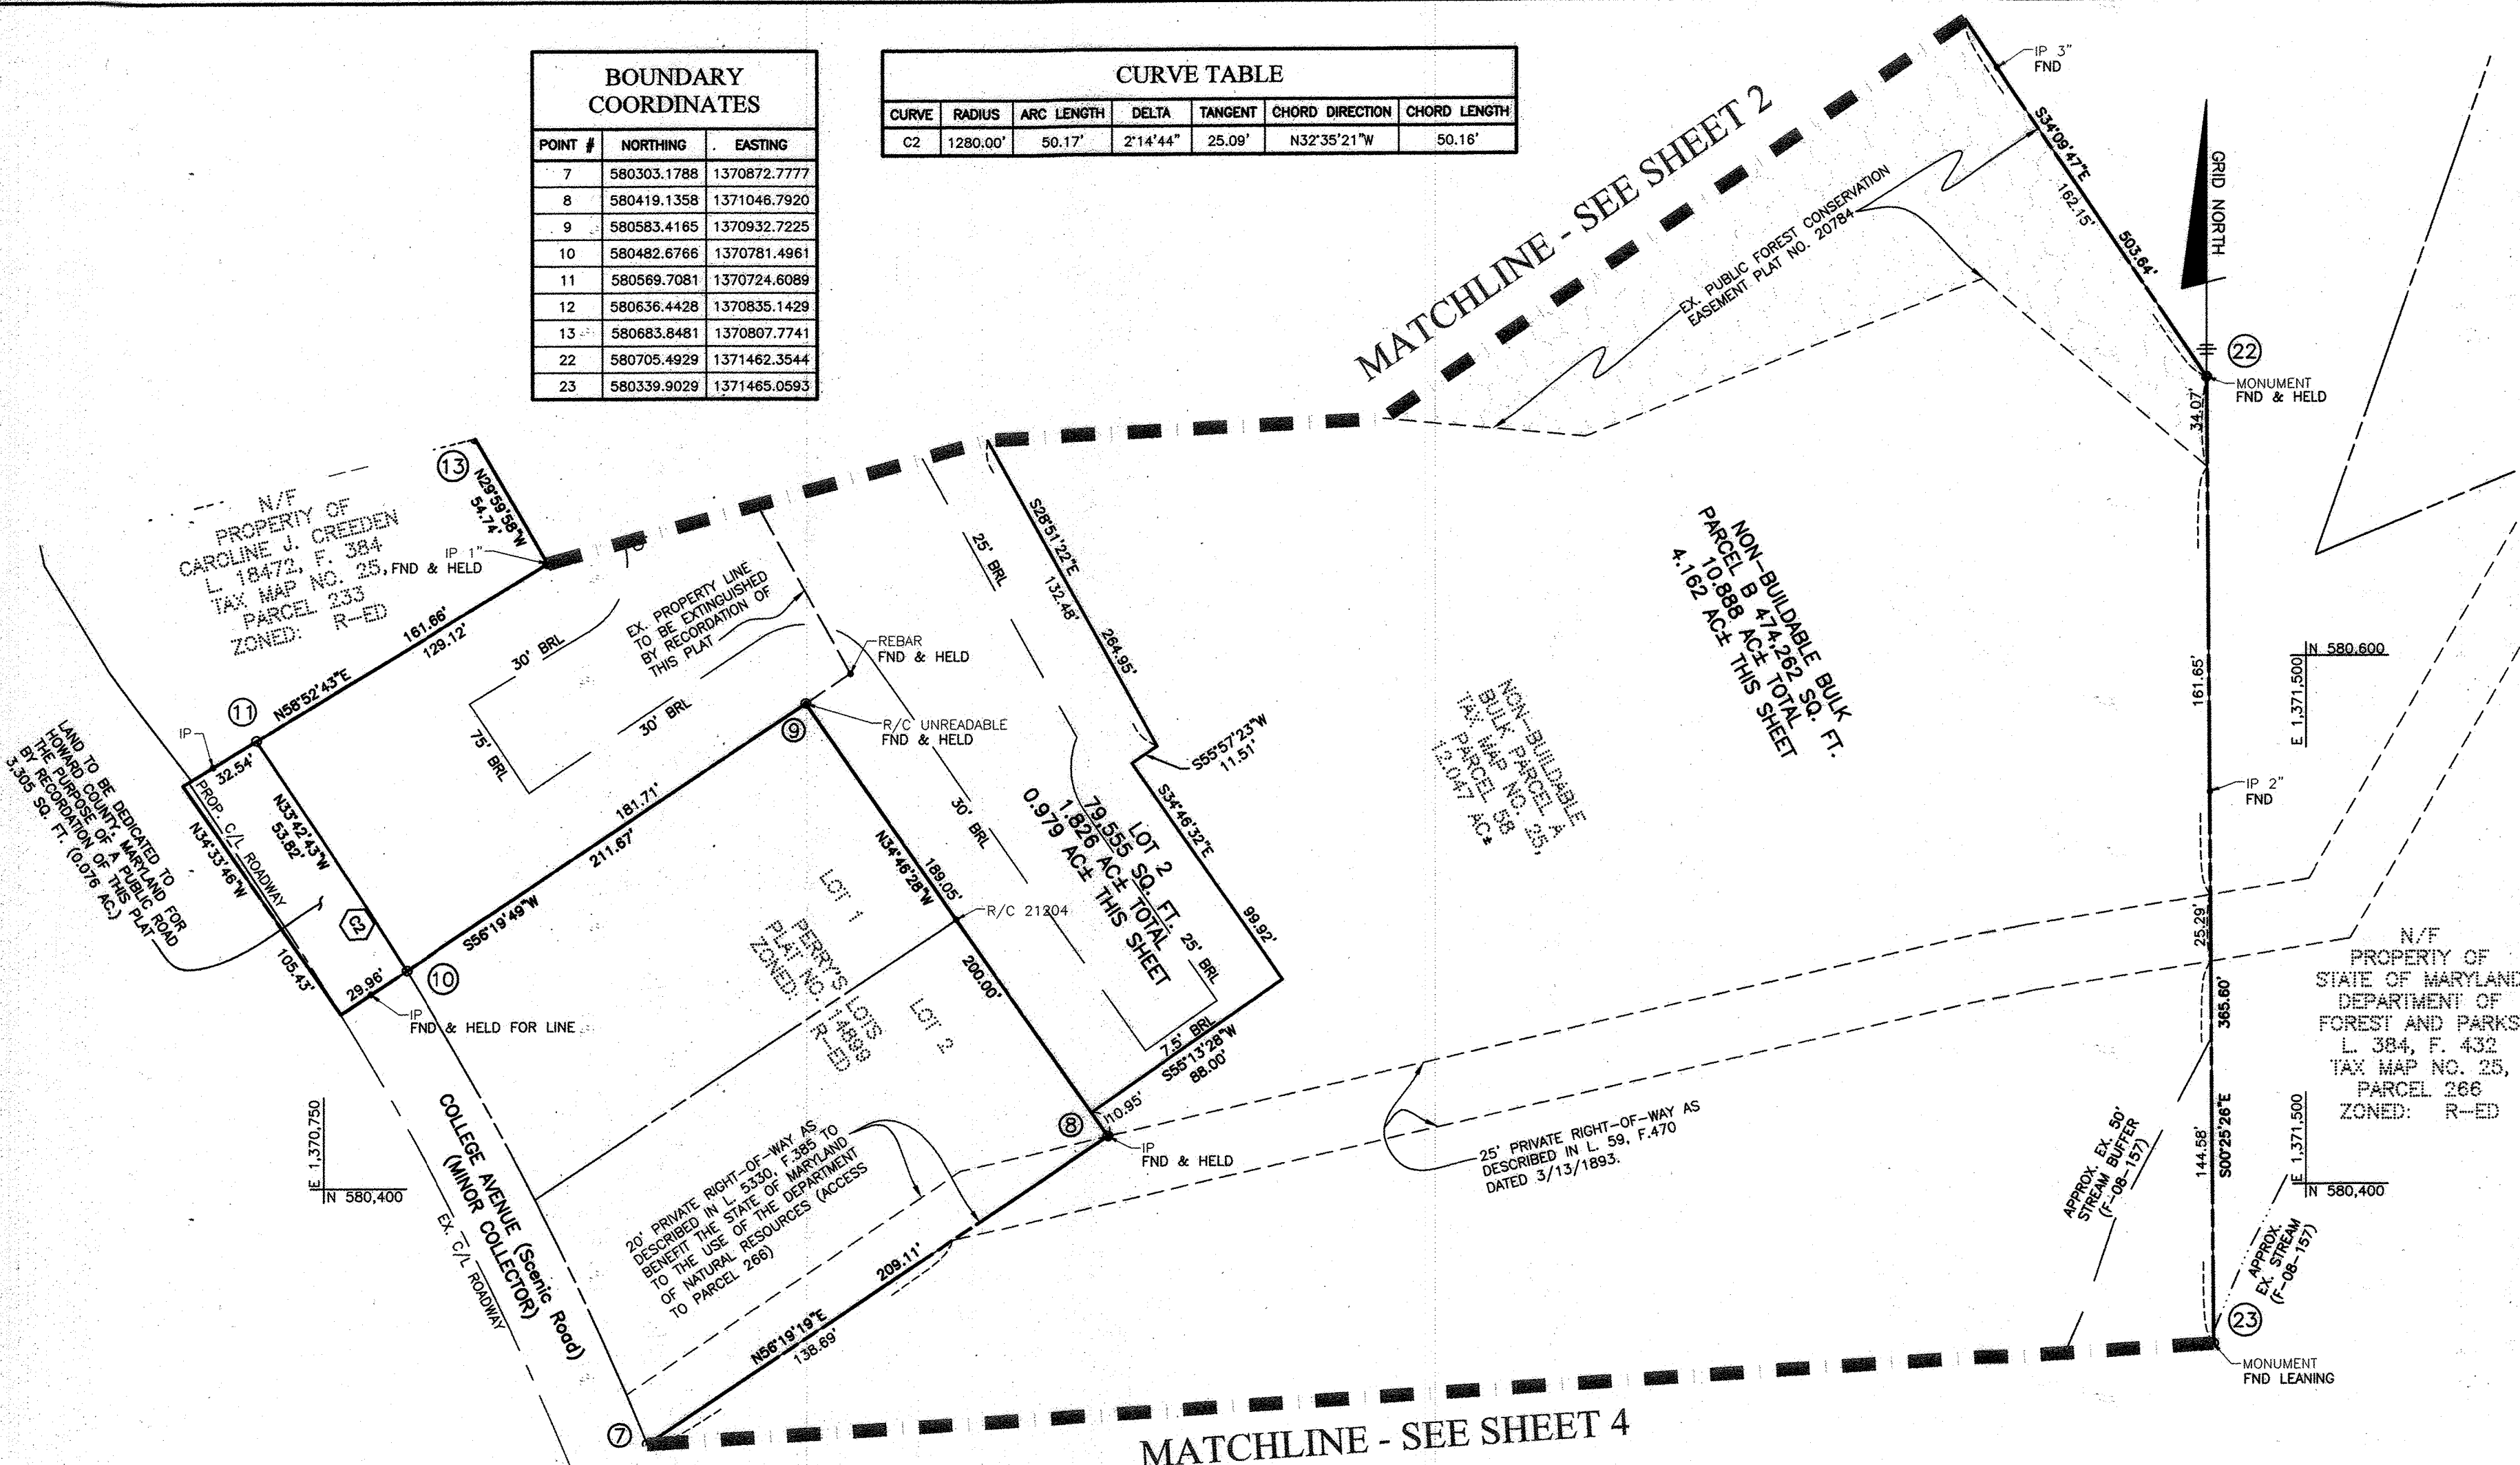 BOUNDARY
COORDINATES
POINT # NORTHING EASTING
7 580303.1788 1370872.7777
8 580419.1358 1371046.7920
9 580583.4165 1370932.7225
10 580482.6766 1370781.4961
11 580569.7081 1370724.6089
12 580636.4428 1370835.1429
13 580683.8481 1370807.7741
22 580705.4929 1371462.3544
23 580339.9029 1371465.0593
CURVE TABLE
CURVE RADIUS ARC LENGTH DELTA TANGENT CHORD DIRECTION CHORD LENGTH
C2 1280.00' 50.17' 2°14'44" 25.09' N32°35'21"W 50.16'
MATCHLINE - SEE SHEET 2
IP 3"
FND
S34°09'47"E
162.15'
503.64'
GRID NORTH
EX. PUBLIC FOREST CONSERVATION
EASEMENT PLAT NO. 20784
22
MONUMENT
FND & HELD
34.07'
13
N29°59'58"W
54.74'
N/F
PROPERTY OF
CAROLINE J. CREEDEN
L. 18472, F. 384
TAX MAP NO. 25,
PARCEL 233
ZONED: R-ED
IP 1"
FND & HELD
161.66'
129.12'
N58°52'43"E
11
IP
32.54'
LAND TO BE DEDICATED TO
HOWARD COUNTY, MARYLAND FOR
THE PURPOSE OF A PUBLIC ROAD
BY RECORDATION OF THIS PLAT
3,305 SQ. FT. (0.076 AC.)
PROP. C/L ROADWAY
N34°33'46"W
105.43'
N33°42'43"W
53.82'
C2
10
29.96'
IP
FND & HELD FOR LINE
30' BRL
75' BRL
30' BRL
EX. PROPERTY LINE
TO BE EXTINGUISHED
BY RECORDATION OF
THIS PLAT
REBAR
FND & HELD
9
R/C UNREADABLE
FND & HELD
181.71'
211.67'
S56°19'49"W
25' BRL
S28°51'22"E
132.48'
264.95'
S55°57'23"W
11.51'
S34°46'32"E
99.92'
30' BRL
LOT 2
79,555 SQ. FT.
1.826 AC± TOTAL
0.979 AC± THIS SHEET
25' BRL
7.5' BRL
S55°13'28"W
88.00'
N34°46'28"W
189.05'
200.00'
R/C 21204
LOT 1
PERRY'S LOTS
PLAT NO. 14899
ZONED: R-ED
LOT 2
8
10.95'
IP
FND & HELD
NON-BUILDABLE BULK
PARCEL B 474,262 SQ. FT.
10.888 AC± TOTAL
4.162 AC± THIS SHEET
NON-BUILDABLE
BULK PARCEL A
TAX MAP NO. 25,
PARCEL 58
12.047 AC±
161.65'
N 580,600
E 1,371,500
IP 2"
FND
25.29'
365.60'
S00°25'26"E
144.58'
N/F
PROPERTY OF
STATE OF MARYLAND
DEPARTMENT OF
FOREST AND PARKS
L. 384, F. 432
TAX MAP NO. 25,
PARCEL 266
ZONED: R-ED
E 1,371,500
N 580,400
APPROX. EX. 50'
STREAM BUFFER
(F-08-157)
APPROX.
EX. STREAM
(F-08-157)
23
MONUMENT
FND LEANING
25' PRIVATE RIGHT-OF-WAY AS
DESCRIBED IN L. 59, F.470
DATED 3/13/1893.
20' PRIVATE RIGHT-OF-WAY AS
DESCRIBED IN L. 5330, F.385 TO
BENEFIT THE STATE OF MARYLAND
TO THE USE OF THE DEPARTMENT
OF NATURAL RESOURCES (ACCESS
TO PARCEL 266)
E 1,370,750
N 580,400
COLLEGE AVENUE (Scenic Road)
(MINOR COLLECTOR)
EX. C/L ROADWAY
209.11'
N56°19'19"E
138.69'
7
MATCHLINE - SEE SHEET 4